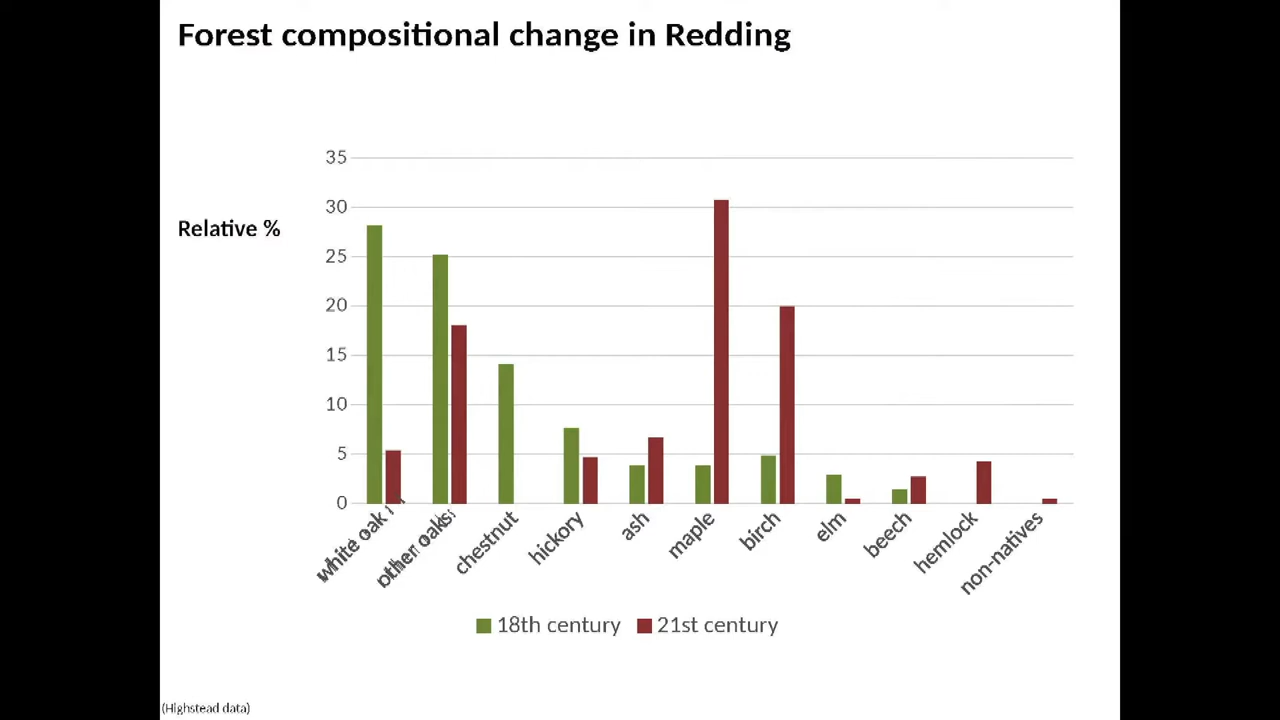 Forest compositional change in Redding
35
30
Relative %
25
20
15
10
5
0
white oak
other oaks
chestnut
hickory
ash
maple
birch
elm
beech
hemlock
non-natives
18th century
21st century
(Highstead data)